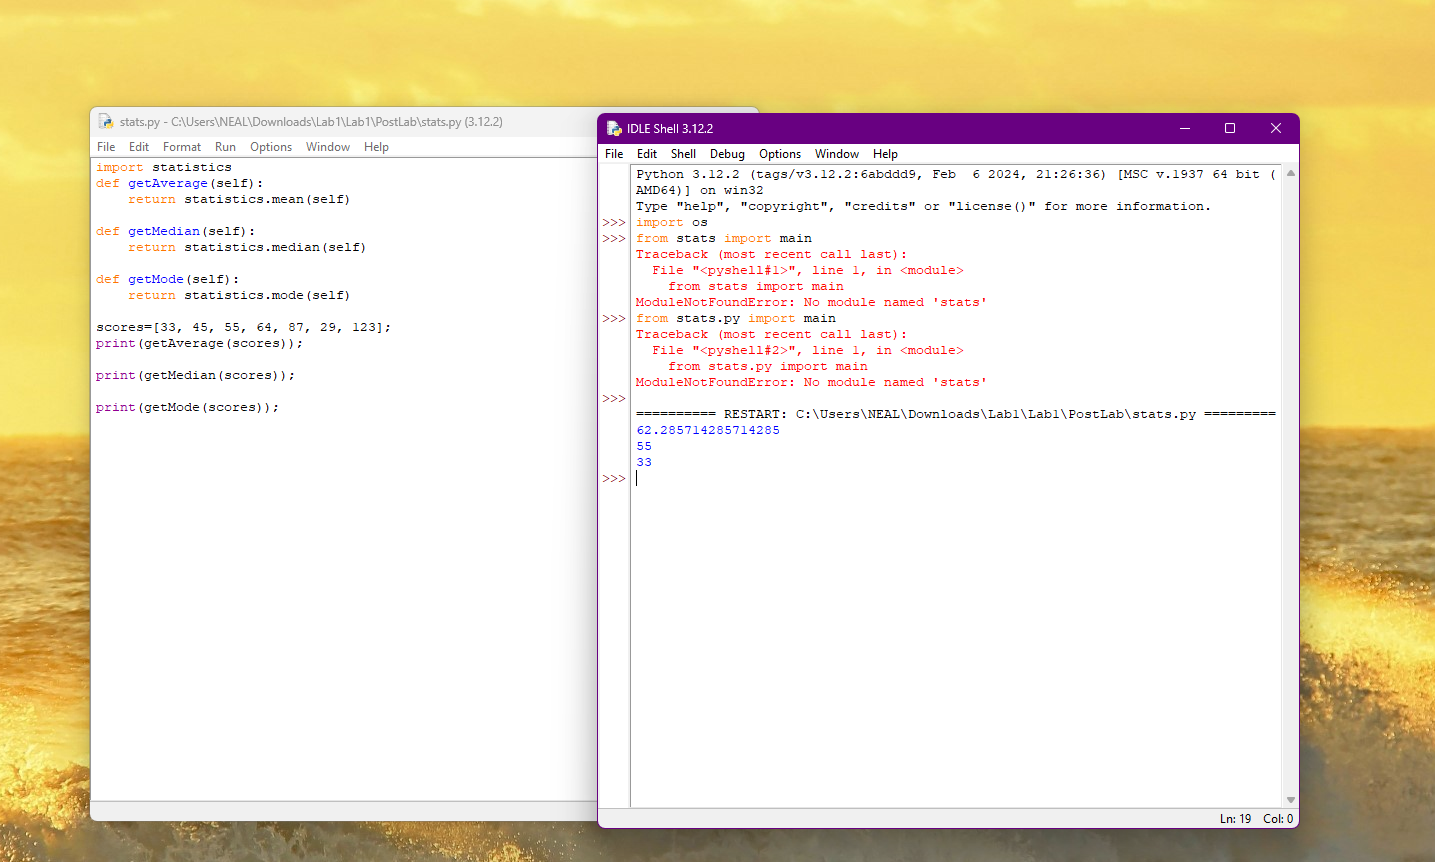 stats.py - C:\Users\NEAL\Downloads\Lab1\Lab1\PostLab\stats.py (3.12.2)
File Edit Format Run Options Window Help
import statistics
def getAverage(self):
    return statistics.mean(self)

def getMedian(self):
    return statistics.median(self)

def getMode(self):
    return statistics.mode(self)

scores=[33, 45, 55, 64, 87, 29, 123];
print(getAverage(scores));

print(getMedian(scores));

print(getMode(scores));
IDLE Shell 3.12.2
File Edit Shell Debug Options Window Help
Python 3.12.2 (tags/v3.12.2:6abddd9, Feb  6 2024, 21:26:36) [MSC v.1937 64 bit (
AMD64)] on win32
Type "help", "copyright", "credits" or "license()" for more information.
>>> import os
>>> from stats import main
Traceback (most recent call last):
  File "<pyshell#1>", line 1, in <module>
    from stats import main
ModuleNotFoundError: No module named 'stats'
>>> from stats.py import main
Traceback (most recent call last):
  File "<pyshell#2>", line 1, in <module>
    from stats.py import main
ModuleNotFoundError: No module named 'stats'
>>>
========== RESTART: C:\Users\NEAL\Downloads\Lab1\Lab1\PostLab\stats.py =========
62.285714285714285
55
33
>>>
Ln: 19 Col: 0